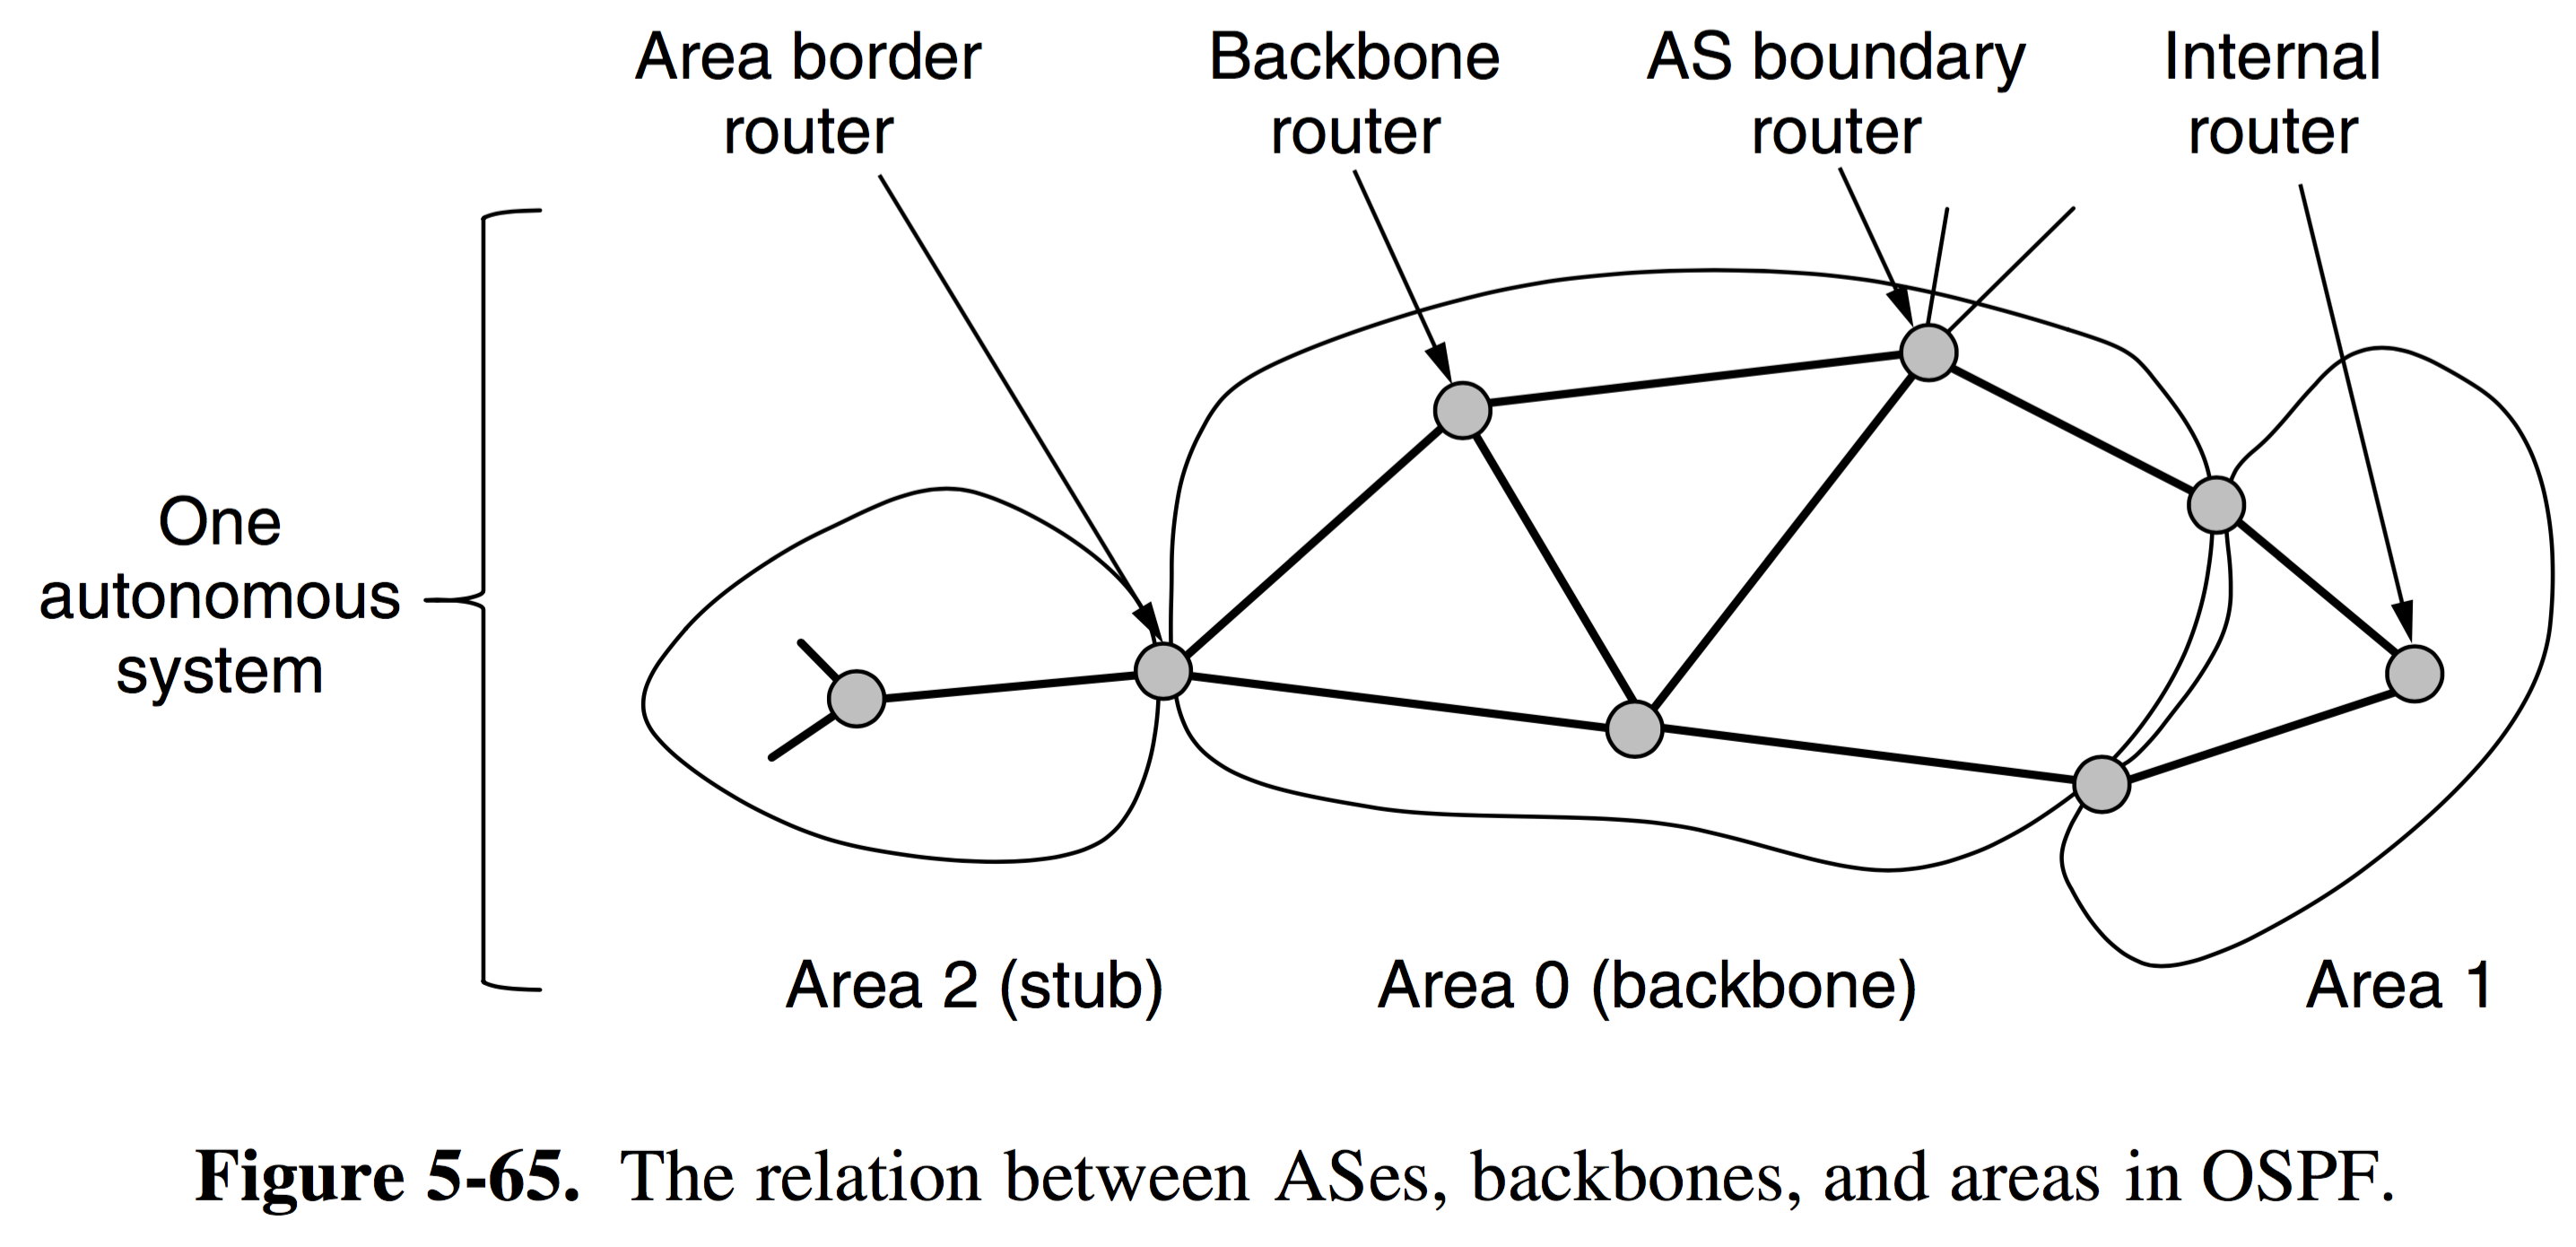 Area border
router
Backbone
router
AS boundary
router
Internal
router
One
autonomous
system
Area 2 (stub)
Area 0 (backbone)
Area 1
Figure 5-65. The relation between ASes, backbones, and areas in OSPF.